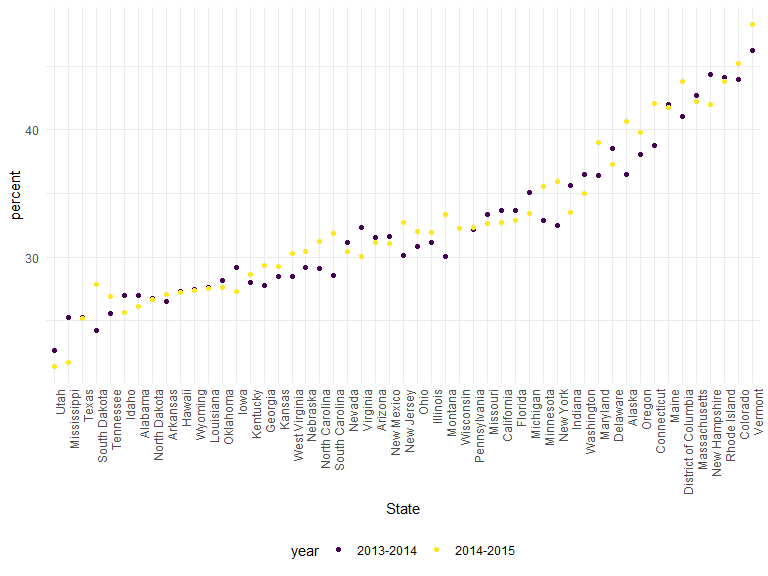 40
30
percent
Utah
Mississippi
Texas
South Dakota
Tennessee
Idaho
Alabama
North Dakota
Arkansas
Hawaii
Wyoming
Louisiana
Oklahoma
Iowa
Kentucky
Georgia
Kansas
West Virginia
Nebraska
North Carolina
South Carolina
Nevada
Virginia
Arizona
New Mexico
New Jersey
Ohio
Illinois
Montana
Wisconsin
Pennsylvania
Missouri
California
Florida
Michigan
Minnesota
New York
Indiana
Washington
Maryland
Delaware
Alaska
Oregon
Connecticut
Maine
District of Columbia
Massachusetts
New Hampshire
Rhode Island
Colorado
Vermont
State
year 2013-2014 2014-2015